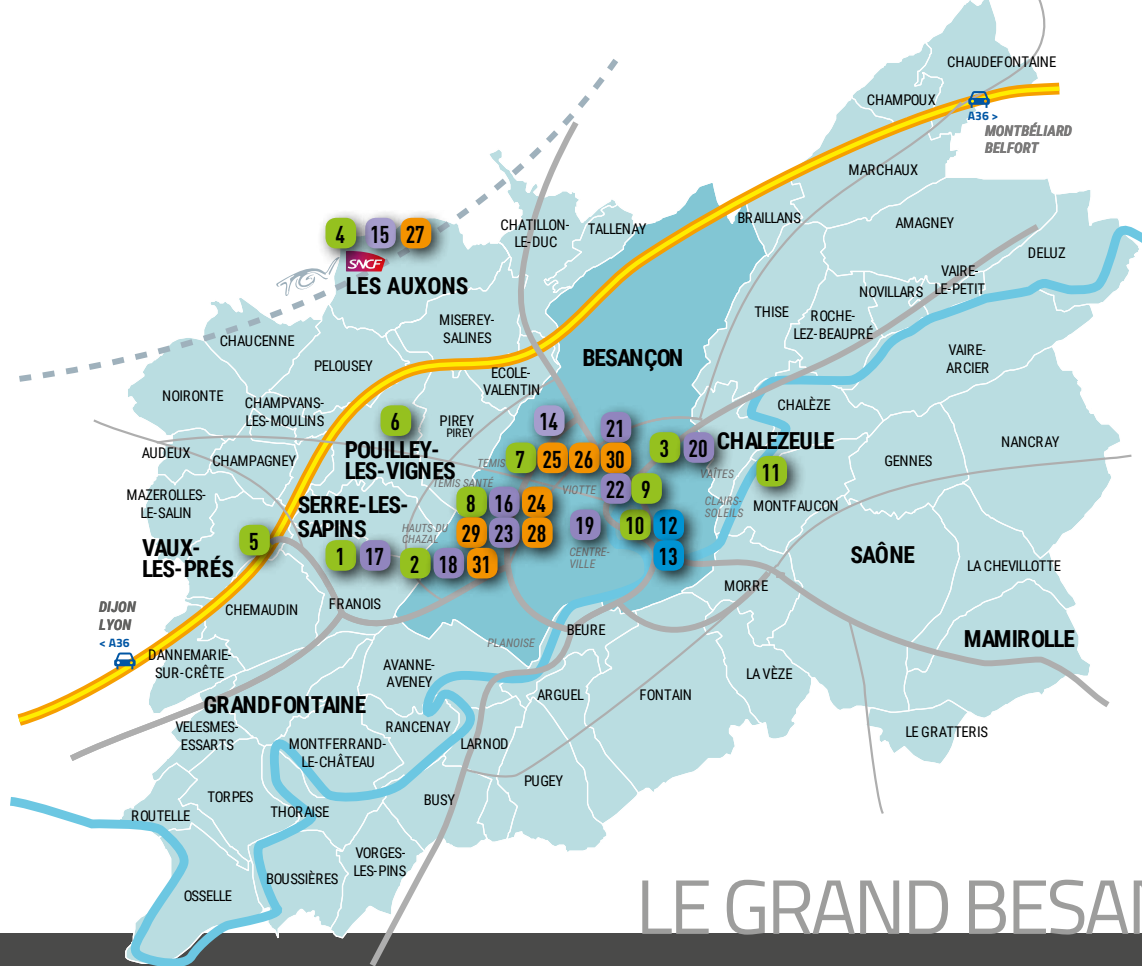 CHAUDEFONTAINE
CHAMPOUX
A36 >
MONTBÉLIARD
BELFORT
MARCHAUX
BRAILLANS
AMAGNEY
CHATILLON-
LE-DUC
TALLENAY
4 15 27
SNCF
TGV
LES AUXONS
DELUZ
VAIRE-
LE-PETIT
NOVILLARS
THISE
ROCHE-
LEZ-BEAUPRÉ
MISEREY-
SALINES
CHAUCENNE
PELOUSEY
BESANÇON
VAIRE-
ARCIER
ECOLE-
VALENTIN
NOIRONTE
CHAMPVANS-
LES-MOULINS
CHALÈZE
6
PIREY
PIREY
14
21
3 20
CHALEZEULE
NANCRAY
AUDEUX
CHAMPAGNEY
POUILLEY-
LES-VIGNES
TEMIS
7 25 26 30
VAÎTES
11
GENNES
TEMIS SANTÉ
VIOTTE
22 9
MAZEROLLES-
LE-SALIN
SERRE-LES-
SAPINS
8 16 24
CLAIRS-
SOLEILS
MONTFAUCON
HAUTS DU
CHAZAL
29 23 28
19
10 12
5
VAUX-
LES-PRÉS
1 17
2 18 31
CENTRE-
VILLE
13
SAÔNE
LA CHEVILLOTTE
MORRE
DIJON
LYON
< A36
CHEMAUDIN
FRANOIS
BEURE
PLANOISE
MAMIROLLE
DANNEMARIE-
SUR-CRÊTE
AVANNE-
AVENEY
ARGUEL
FONTAIN
LA VÈZE
GRANDFONTAINE
VELESMES-
ESSARTS
RANCENAY
LARNOD
LE GRATTERIS
MONTFERRAND-
LE-CHÂTEAU
PUGEY
TORPES
THORAISE
BUSY
ROUTELLE
VORGES-
LES-PINS
BOUSSIÈRES
OSSELLE
LE GRAND BESAN